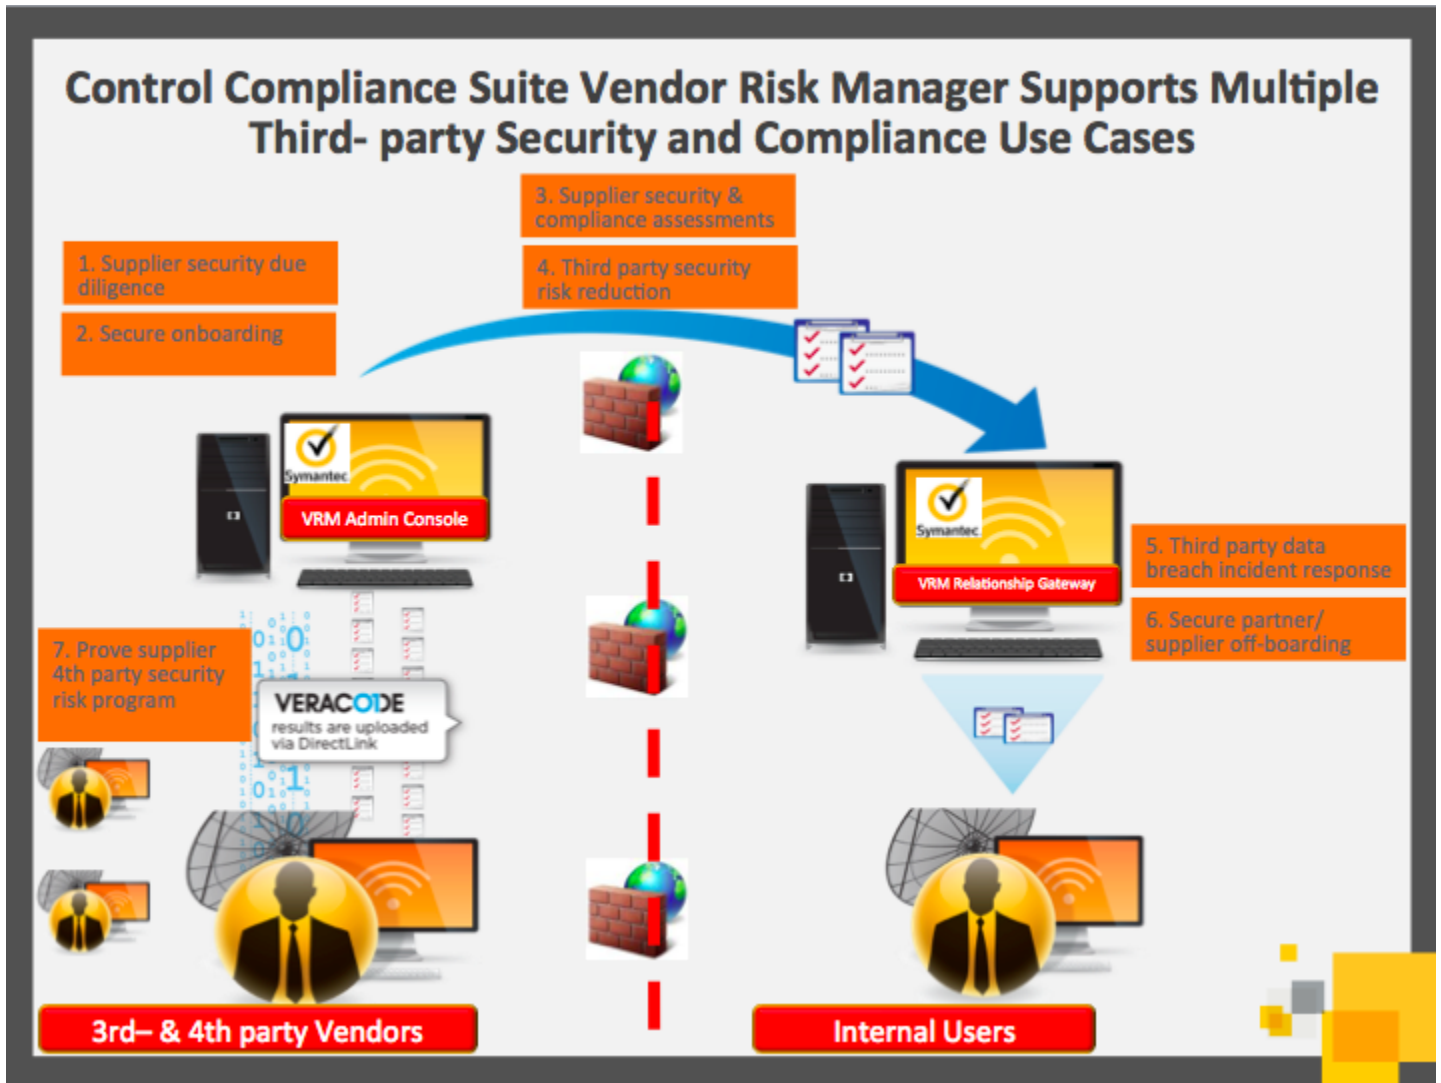 Control Compliance Suite Vendor Risk Manager Supports Multiple
Third- party Security and Compliance Use Cases
3. Supplier security &
compliance assessments
4. Third party security
risk reduction
1. Supplier security due
diligence
2. Secure onboarding
Symantec.
VRM Admin Console
Symantec.
VRM Relationship Gateway
5. Third party data
breach incident response
6. Secure partner/
supplier off-boarding
7. Prove supplier
4th party security
risk program
VERACODE
results are uploaded
via DirectLink
3rd– & 4th party Vendors
Internal Users